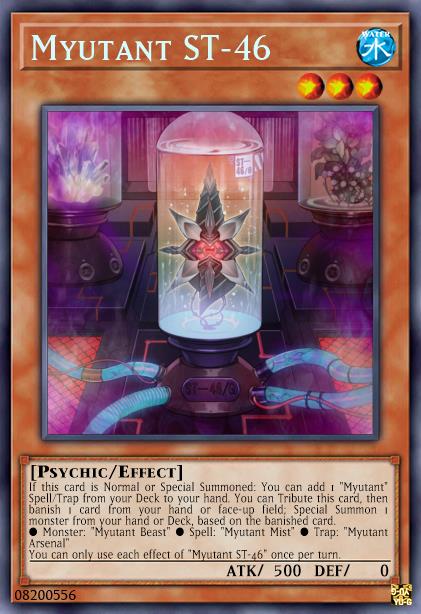 Myutant ST-46
WATER
水
ST-
46/@
ST-46/@
[Psychic/Effect]
If this card is Normal or Special Summoned: You can add 1 "Myutant"
Spell/Trap from your Deck to your hand. You can Tribute this card, then
banish 1 card from your hand or face-up field; Special Summon 1
monster from your hand or Deck, based on the banished card.
● Monster: "Myutant Beast" ● Spell: "Myutant Mist" ● Trap: "Myutant
Arsenal"
You can only use each effect of "Myutant ST-46" once per turn.
ATK/ 500 DEF/ 0
08200556